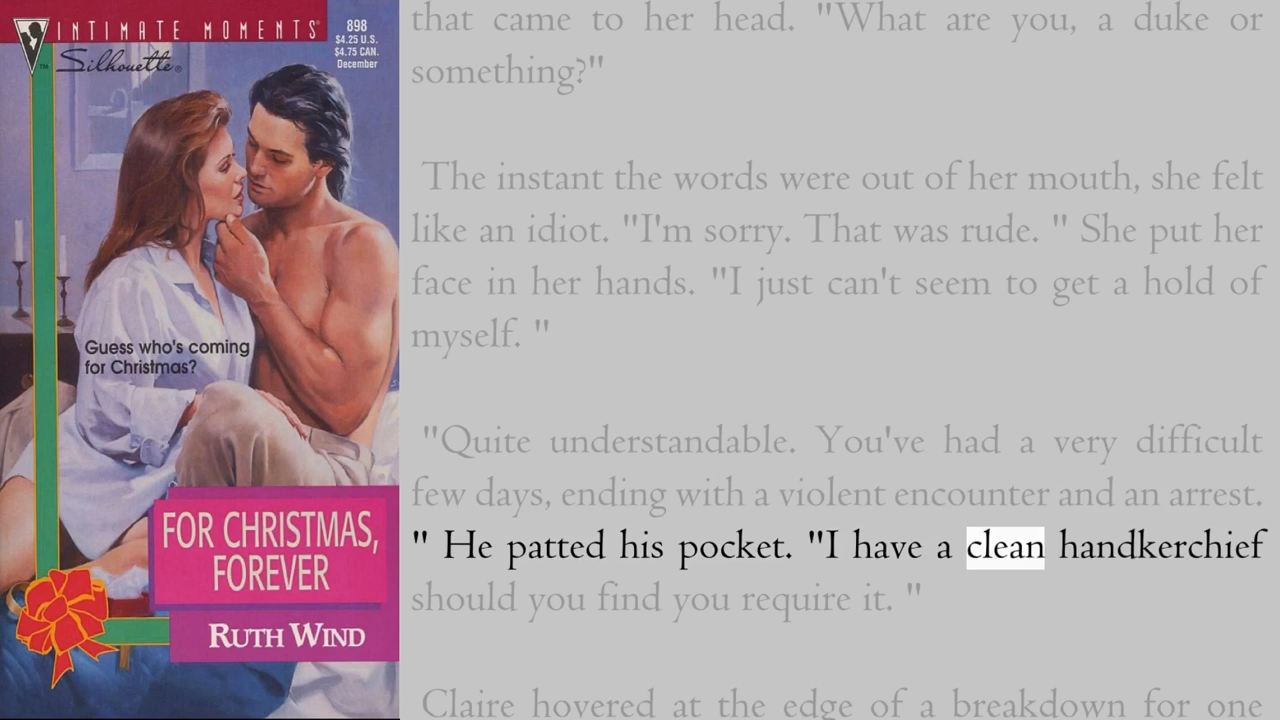 INTIMATE MOMENTS®
Silhouette®
TM
898
$4.25 U.S.
$4.75 CAN.
December
Guess who's coming
for Christmas?
FOR CHRISTMAS,
FOREVER
RUTH WIND
that came to her head. "What are you, a duke or
something?"
The instant the words were out of her mouth, she felt
like an idiot. "I'm sorry. That was rude. " She put her
face in her hands. "I just can't seem to get a hold of
myself. "
"Quite understandable. You've had a very difficult
few days, ending with a violent encounter and an arrest.
" He patted his pocket. "I have a clean handkerchief
should you find you require it. "
Claire hovered at the edge of a breakdown for one